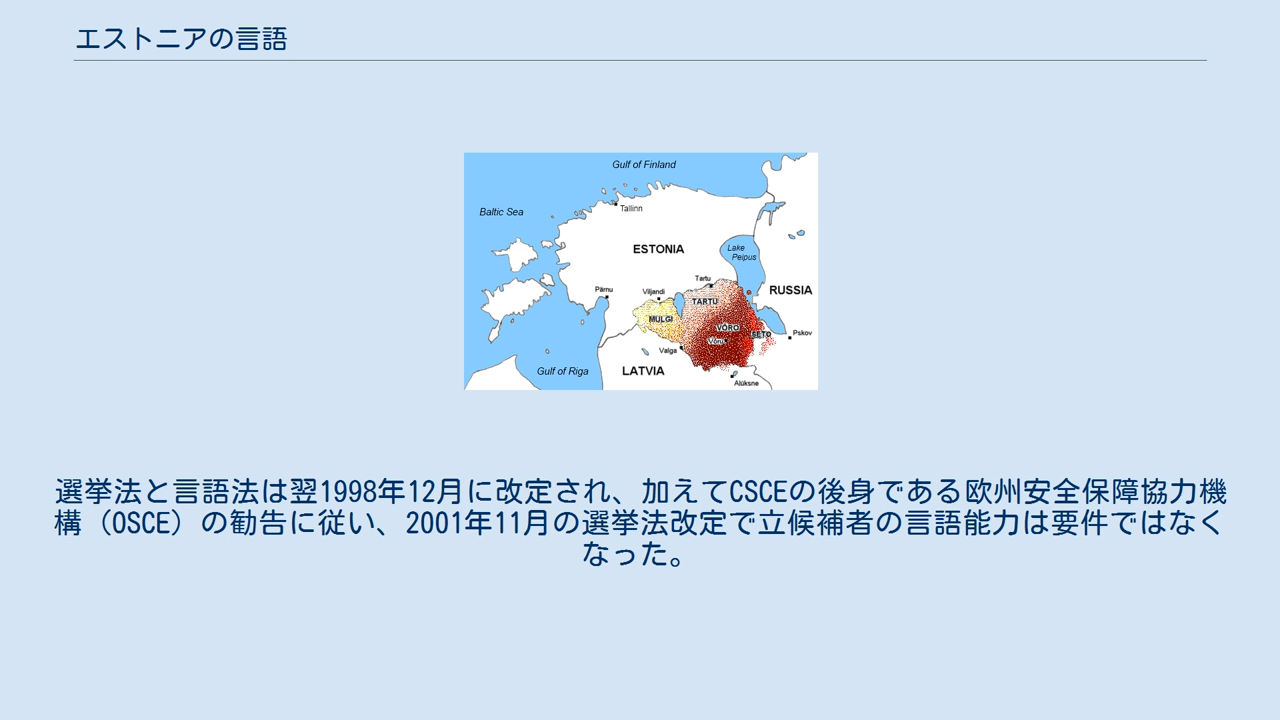 エストニアの言語
Gulf of Finland
Baltic Sea
Tallinn
ESTONIA
Lake
Peipus
Tartu
RUSSIA
Pärnu
Viljandi
TARTU
MULGI
VÕRO
SETO
Võru
Pskov
Valga
Gulf of Riga
LATVIA
Alūksne
選挙法と言語法は翌1998年12月に改定され、加えてCSCEの後身である欧州安全保障協力機
構（OSCE）の勧告に従い、2001年11月の選挙法改定で立候補者の言語能力は要件ではなく
なった。